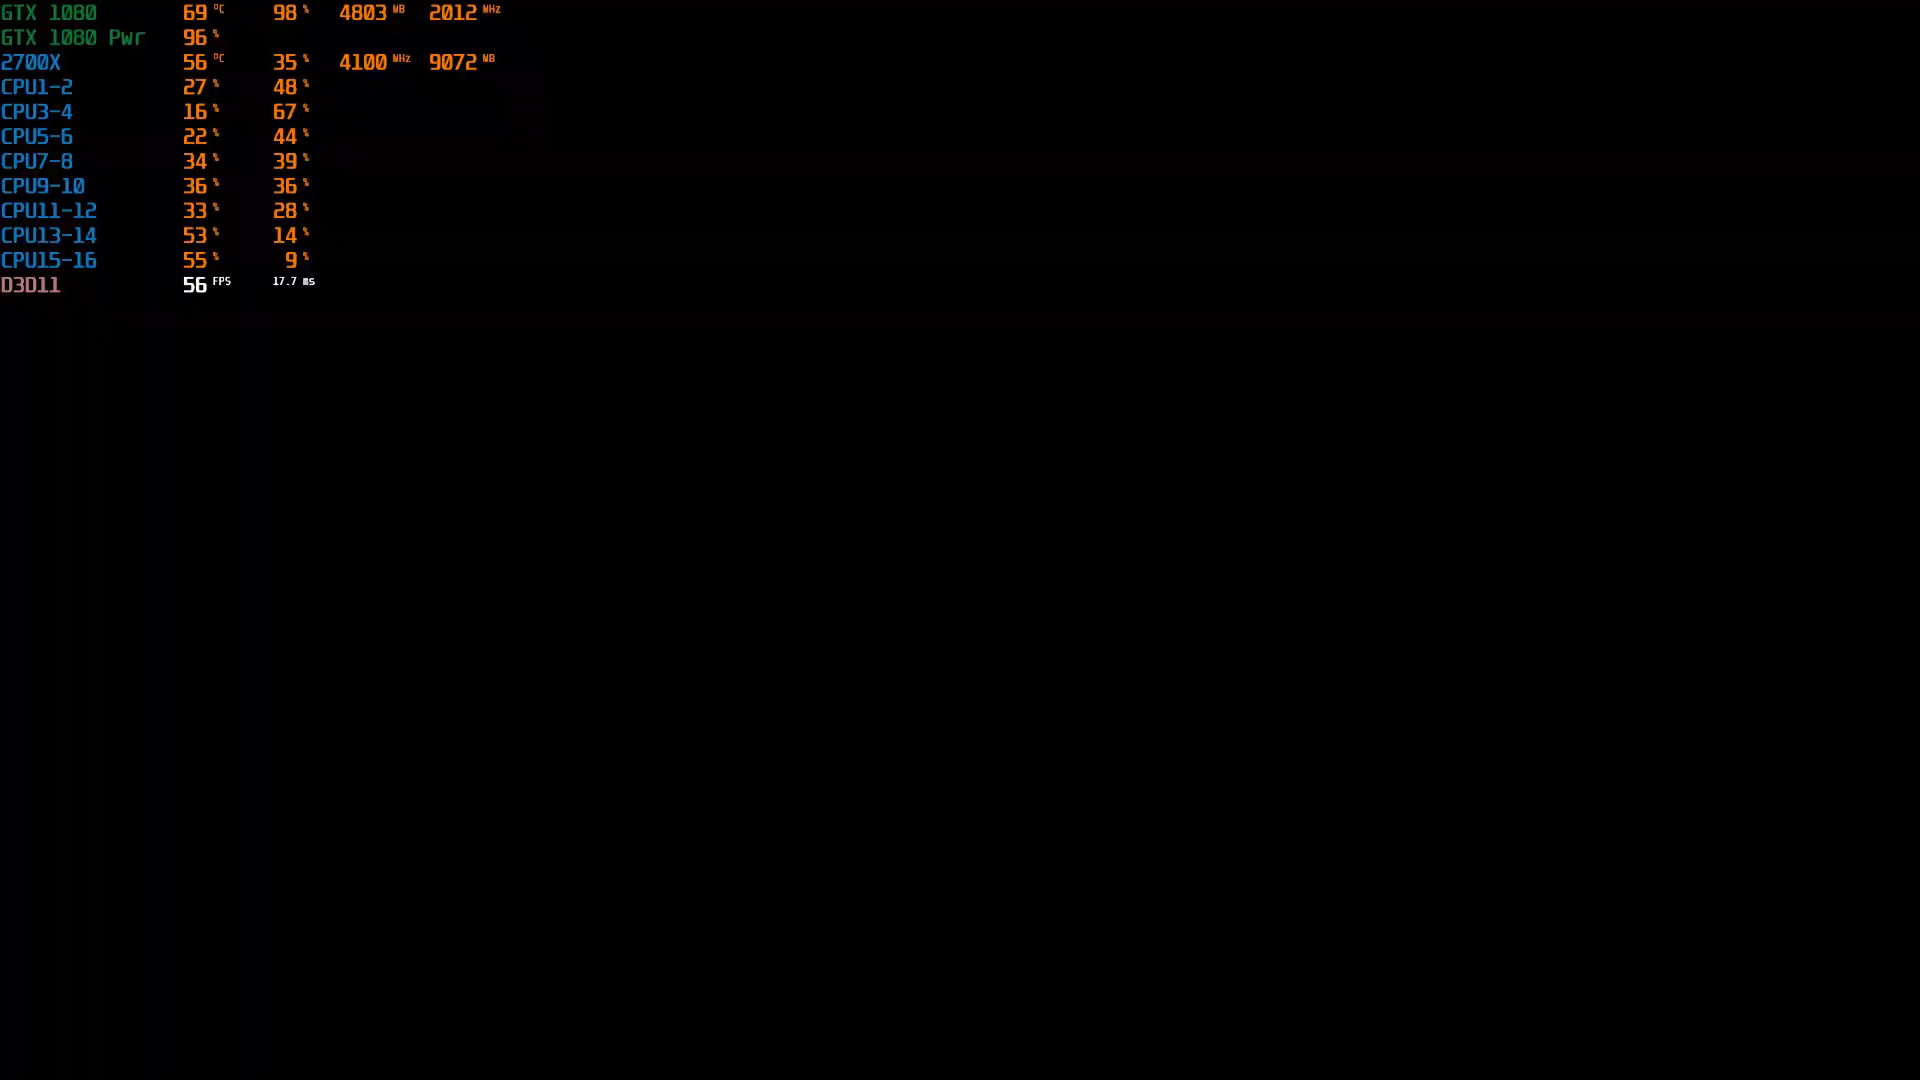 GTX 1080 69 °C 98 % 4803 MB 2012 MHz
GTX 1080 Pwr 96 %
2700X 56 °C 35 % 4100 MHz 9072 MB
CPU1-2 27 % 48 %
CPU3-4 16 % 67 %
CPU5-6 22 % 44 %
CPU7-8 34 % 39 %
CPU9-10 36 % 36 %
CPU11-12 33 % 28 %
CPU13-14 53 % 14 %
CPU15-16 55 % 9 %
D3D11 56 FPS 17.7 ms